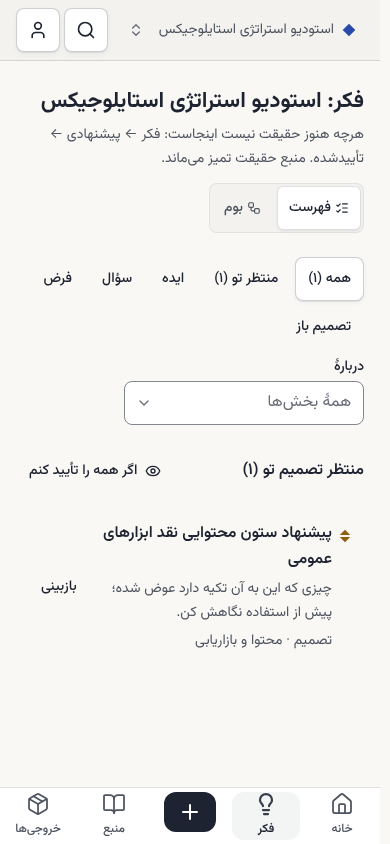 استودیو استراتژی استایلوجیکس
فکر: استودیو استراتژی استایلوجیکس
هرچه هنوز حقیقت نیست اینجاست: فکر ← پیشنهادی ←
تأییدشده. منبع حقیقت تمیز می‌ماند.
فهرست
بوم
همه (۱)
منتظر تو (۱)
ایده
سؤال
فرض
تصمیم باز
دربارهٔ
همهٔ بخش‌ها
منتظر تصمیم تو (۱)
اگر همه را تأیید کنم
پیشنهاد ستون محتوایی نقد ابزارهای
عمومی
چیزی که این به آن تکیه دارد عوض شده؛
پیش از استفاده نگاهش کن.
بازبینی
تصمیم · محتوا و بازاریابی
خانه
فکر
منبع
خروجی‌ها